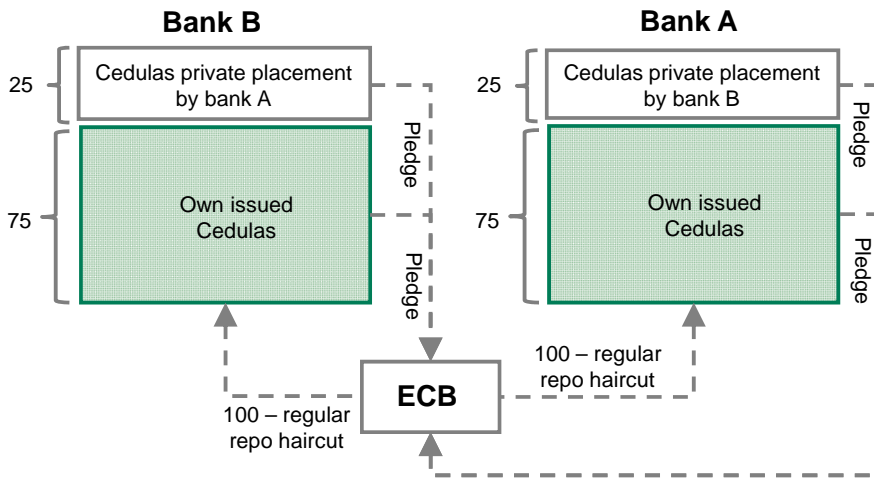 Bank B
25
Cedulas private placement
by bank A
Pledge
75
Own issued
Cedulas
Pledge
Bank A
25
Cedulas private placement
by bank B
Pledge
75
Own issued
Cedulas
Pledge
100 – regular
repo haircut
ECB
100 – regular
repo haircut